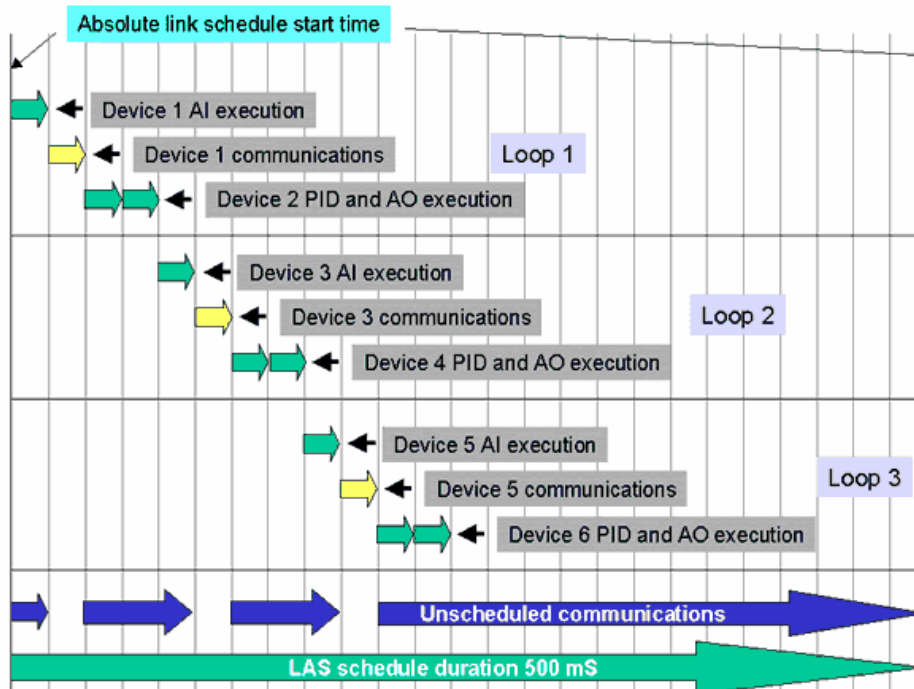 Absolute link schedule start time
Device 1 AI execution
Device 1 communications
Loop 1
Device 2 PID and AO execution
Device 3 AI execution
Device 3 communications
Loop 2
Device 4 PID and AO execution
Device 5 AI execution
Loop 3
Device 5 communications
Device 6 PID and AO execution
Unscheduled communications
LAS schedule duration 500 mS